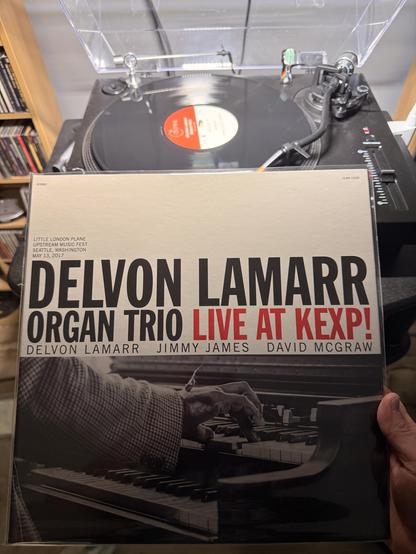 LITTLE LONDON PLANE
UPSTREAM MUSIC FEST
SEATTLE, WASHINGTON
MAY 13, 2017
DELVON LAMARR
ORGAN TRIO LIVE AT KEXP!
DELVON LAMARR JIMMY JAMES DAVID MCGRAW